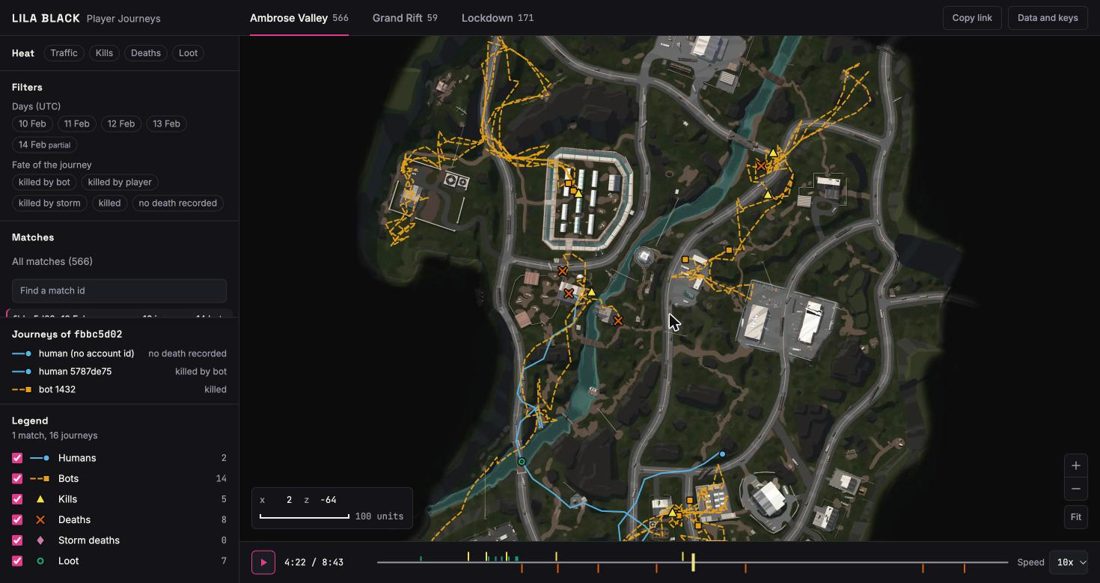 LILA BLACK Player Journeys
Ambrose Valley 566 Grand Rift 59 Lockdown 171
Copy link Data and keys
Heat Traffic Kills Deaths Loot
Filters
Days (UTC)
10 Feb 11 Feb 12 Feb 13 Feb
14 Feb partial
Fate of the journey
killed by bot killed by player
killed by storm killed no death recorded
Matches
All matches (566)
Find a match id
Journeys of fbbc5d02
human (no account id) no death recorded
human 5787de75 killed by bot
bot 1432 killed
Legend
1 match, 16 journeys
Humans 2
Bots 14
Kills 5
Deaths 8
Storm deaths 0
Loot 7
x 2 z -64
100 units
+
−
Fit
4:22 / 8:43
Speed 10x